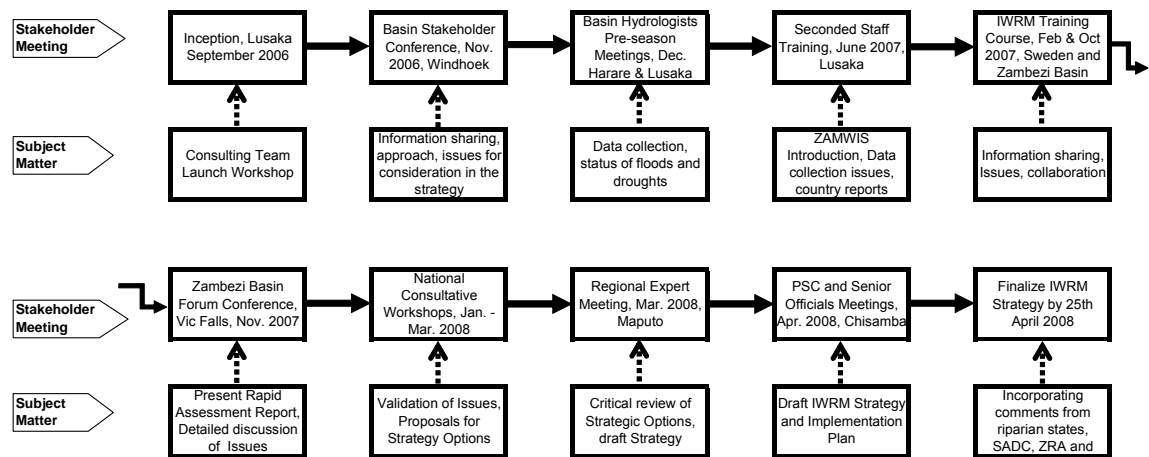 Stakeholder
Meeting
Inception, Lusaka
September 2006
Basin Stakeholder
Conference, Nov.
2006, Windhoek
Basin Hydrologists
Pre-season
Meetings, Dec.
Harare & Lusaka
Seconded Staff
Training, June 2007,
Lusaka
IWRM Training
Course, Feb & Oct
2007, Sweden and
Zambezi Basin
Subject
Matter
Consulting Team
Launch Workshop
Information sharing,
approach, issues for
consideration in the
strategy
Data collection,
status of floods and
droughts
ZAMWIS
Introduction, Data
collection issues,
country reports
Information sharing,
Issues, collaboration
Stakeholder
Meeting
Zambezi Basin
Forum Conference,
Vic Falls, Nov. 2007
National
Consultative
Workshops, Jan. -
Mar. 2008
Regional Expert
Meeting, Mar. 2008,
Maputo
PSC and Senior
Officials Meetings,
Apr. 2008, Chisamba
Finalize IWRM
Strategy by 25th
April 2008
Subject
Matter
Present Rapid
Assessment Report,
Detailed discussion
of Issues
Validation of Issues,
Proposals for
Strategy Options
Critical review of
Strategic Options,
draft Strategy
Draft IWRM Strategy
and Implementation
Plan
Incorporating
comments from
riparian states,
SADC, ZRA and